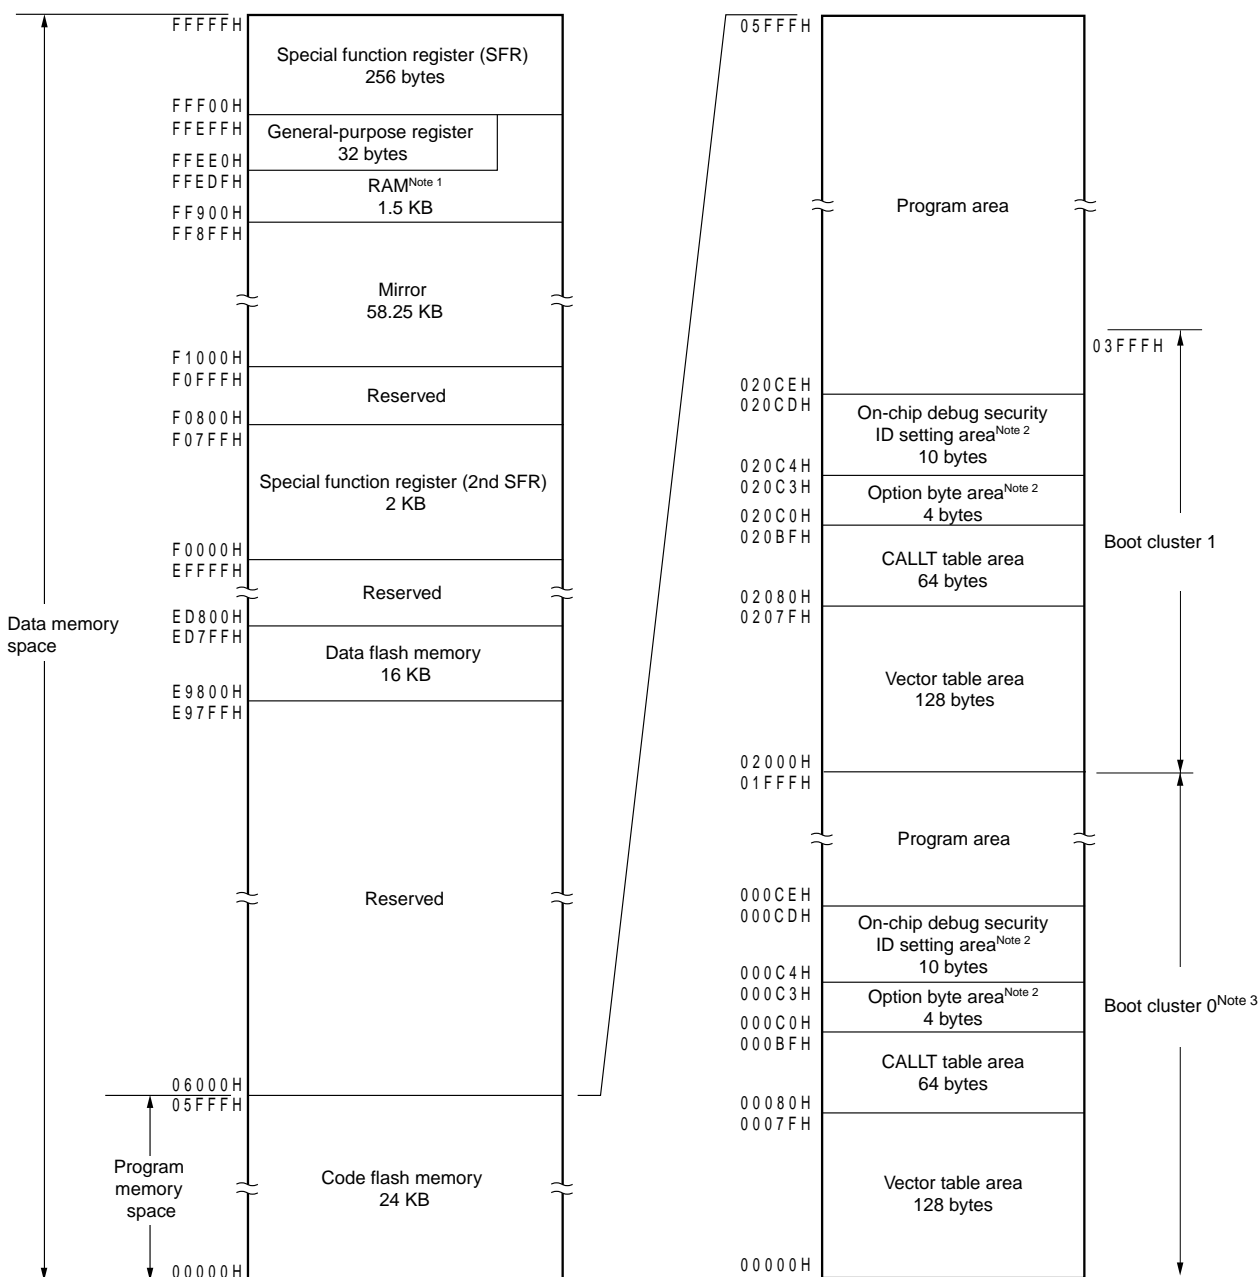 FFFFFH
Special function register (SFR)
256 bytes
FFF00H
FFEFFH
General-purpose register
32 bytes
FFEE0H
FFEDFH
RAMNote 1
1.5 KB
FF900H
FF8FFH
Mirror
58.25 KB
F1000H
F0FFFH
Reserved
F0800H
F07FFH
Special function register (2nd SFR)
2 KB
F0000H
EFFFFH
Reserved
ED800H
ED7FFH
Data memory
space
Data flash memory
16 KB
E9800H
E97FFH
Reserved
06000H
05FFFH
Program
memory
space
Code flash memory
24 KB
00000H
05FFFH
Program area
03FFFH
020CEH
020CDH
On-chip debug security
ID setting areaNote 2
10 bytes
020C4H
020C3H
Option byte areaNote 2
4 bytes
020C0H
020BFH
Boot cluster 1
CALLT table area
64 bytes
02080H
0207FH
Vector table area
128 bytes
02000H
01FFFH
Program area
000CEH
000CDH
On-chip debug security
ID setting areaNote 2
10 bytes
000C4H
000C3H
Option byte areaNote 2
4 bytes
Boot cluster 0Note 3
000C0H
000BFH
CALLT table area
64 bytes
00080H
0007FH
Vector table area
128 bytes
00000H